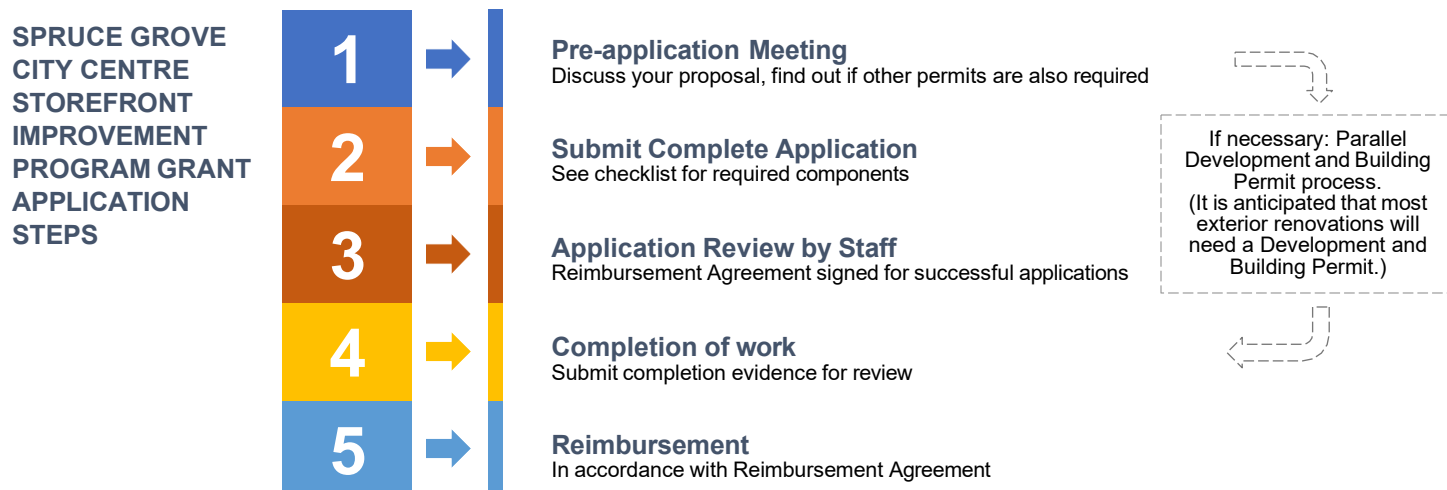 SPRUCE GROVE
CITY CENTRE
STOREFRONT
IMPROVEMENT
PROGRAM GRANT
APPLICATION
STEPS
1
Pre-application Meeting
Discuss your proposal, find out if other permits are also required
2
Submit Complete Application
See checklist for required components
3
Application Review by Staff
Reimbursement Agreement signed for successful applications
4
Completion of work
Submit completion evidence for review
5
Reimbursement
In accordance with Reimbursement Agreement
If necessary: Parallel
Development and Building
Permit process.
(It is anticipated that most
exterior renovations will
need a Development and
Building Permit.)